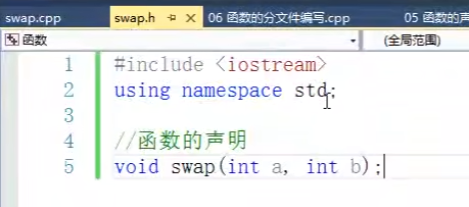 swap.cpp swap.h 06 函数的分文件编写.cpp 05 函数的声
函数 (全局范围)
1 #include <iostream>
2 using namespace std;
3
4 //函数的声明
5 void swap(int a, int b);